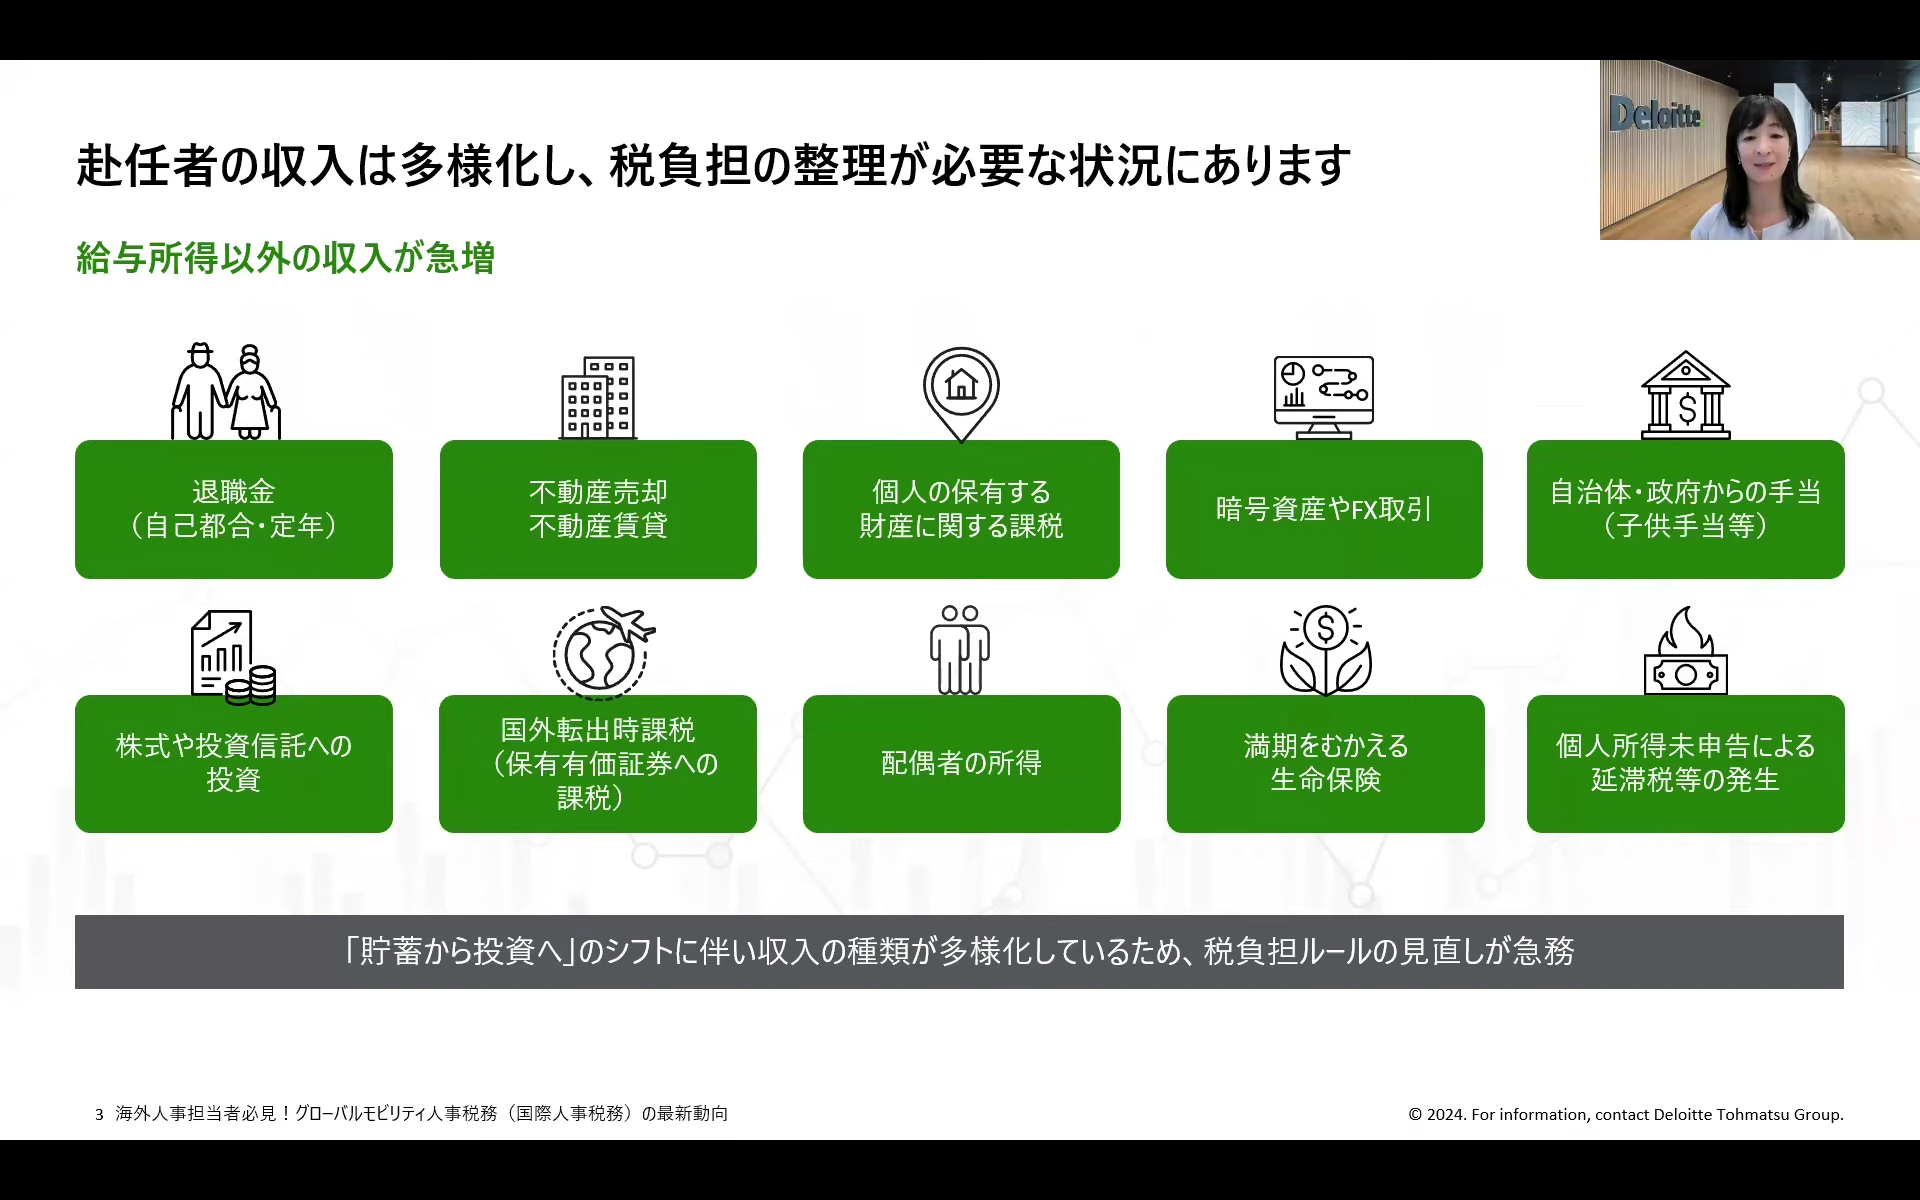 Deloitte.
赴任者の収入は多様化し、税負担の整理が必要な状況にあります
給与所得以外の収入が急増
退職金
（自己都合・定年）
不動産売却
不動産賃貸
個人の保有する
財産に関する課税
暗号資産やFX取引
自治体・政府からの手当
（子供手当等）
株式や投資信託への
投資
国外転出時課税
（保有有価証券への
課税）
配偶者の所得
満期をむかえる
生命保険
個人所得未申告による
延滞税等の発生
「貯蓄から投資へ」のシフトに伴い収入の種類が多様化しているため、税負担ルールの見直しが急務
3 海外人事担当者必見！グローバルモビリティ人事税務（国際人事税務）の最新動向
© 2024. For information, contact Deloitte Tohmatsu Group.